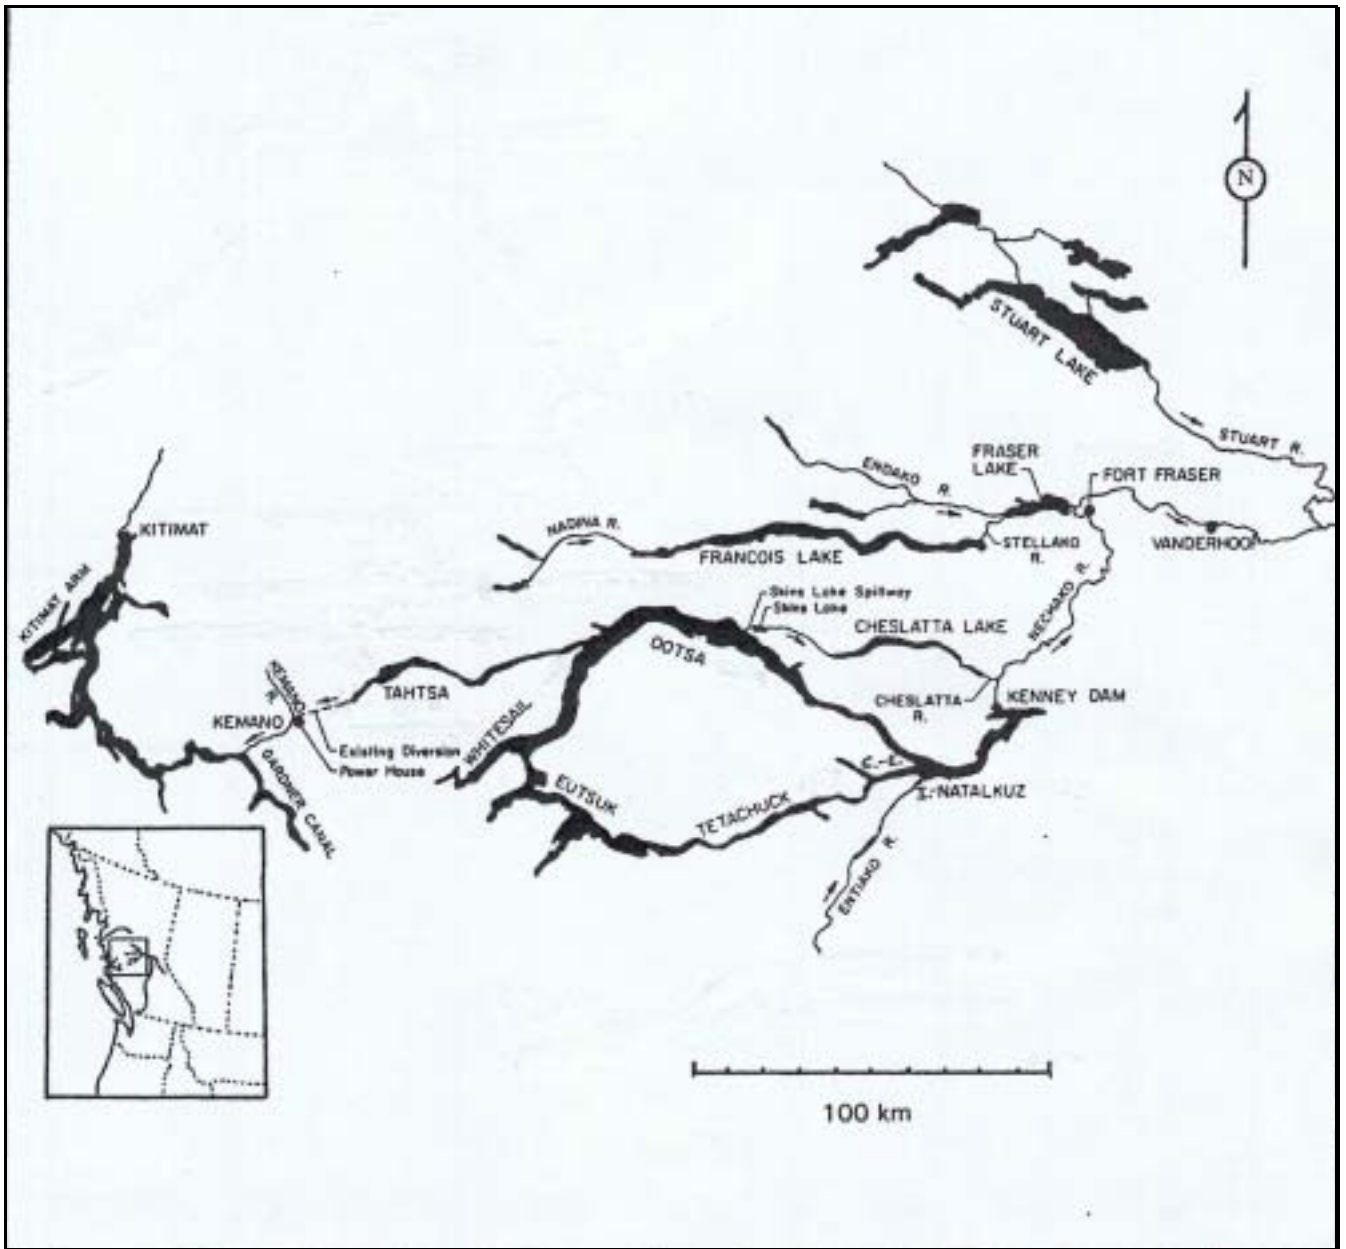 N
STUART LAKE
STUART R.
FRASER
LAKE
FORT FRASER
ENDAKO R.
KITIMAT
NADINA R.
FRANCOIS LAKE
STELLAKO
R.
VANDERHOOF
KITIMAT ARM
Skins Lake Spillway
Skins Lake
NECHAKO R.
CHESLATTA LAKE
OOTSA
KEMANO
R.
TAHTSA
CHESLATTA
R.
KENNEY DAM
KEMANO
WHITESAIL
Existing Diversion
Power House
GARDNER CANAL
EUTSUK
NATALKUZ
TETACHUCK
ENTIAKO R.
100 km